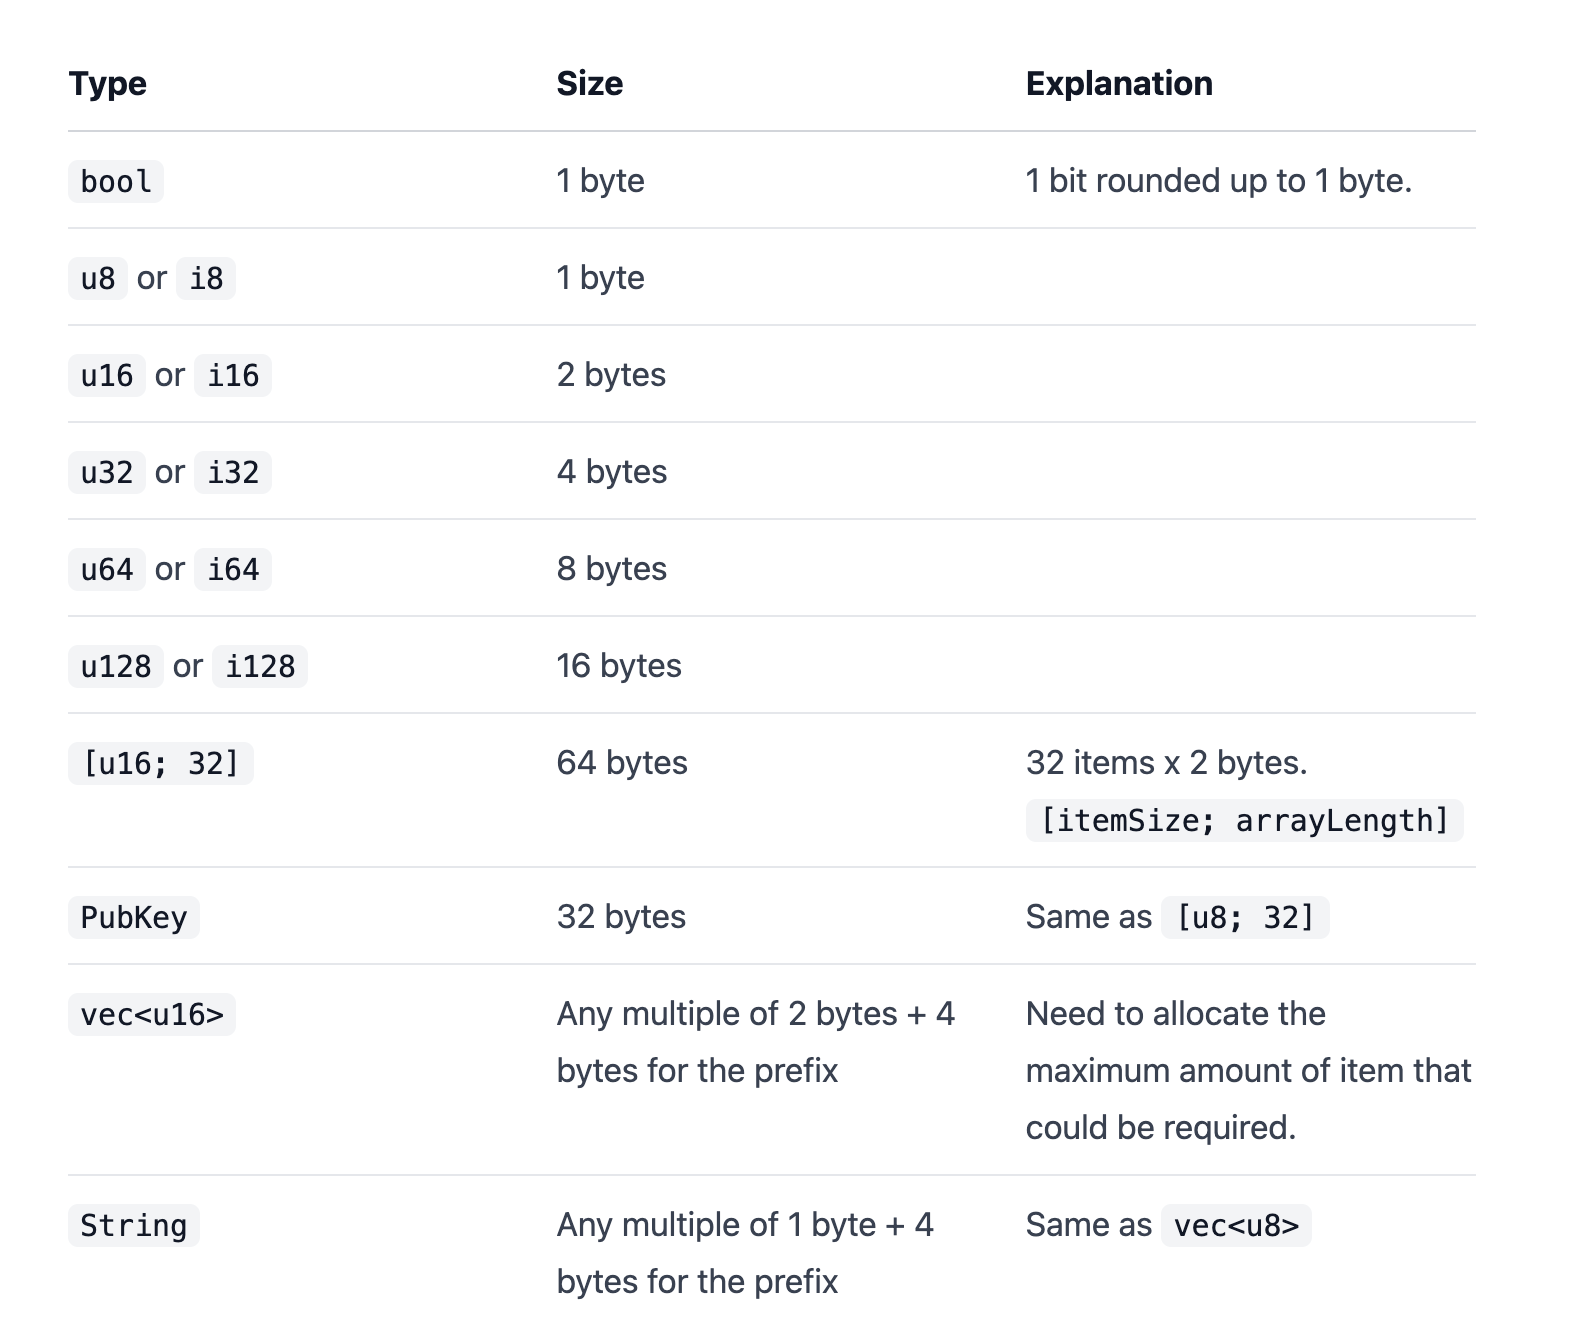 Type Size Explanation
bool 1 byte 1 bit rounded up to 1 byte.
u8 or i8 1 byte
u16 or i16 2 bytes
u32 or i32 4 bytes
u64 or i64 8 bytes
u128 or i128 16 bytes
[u16; 32] 64 bytes 32 items x 2 bytes.
[itemSize; arrayLength]
PubKey 32 bytes Same as [u8; 32]
vec<u16> Any multiple of 2 bytes + 4 Need to allocate the
bytes for the prefix maximum amount of item that
could be required.
String Any multiple of 1 byte + 4 Same as vec<u8>
bytes for the prefix